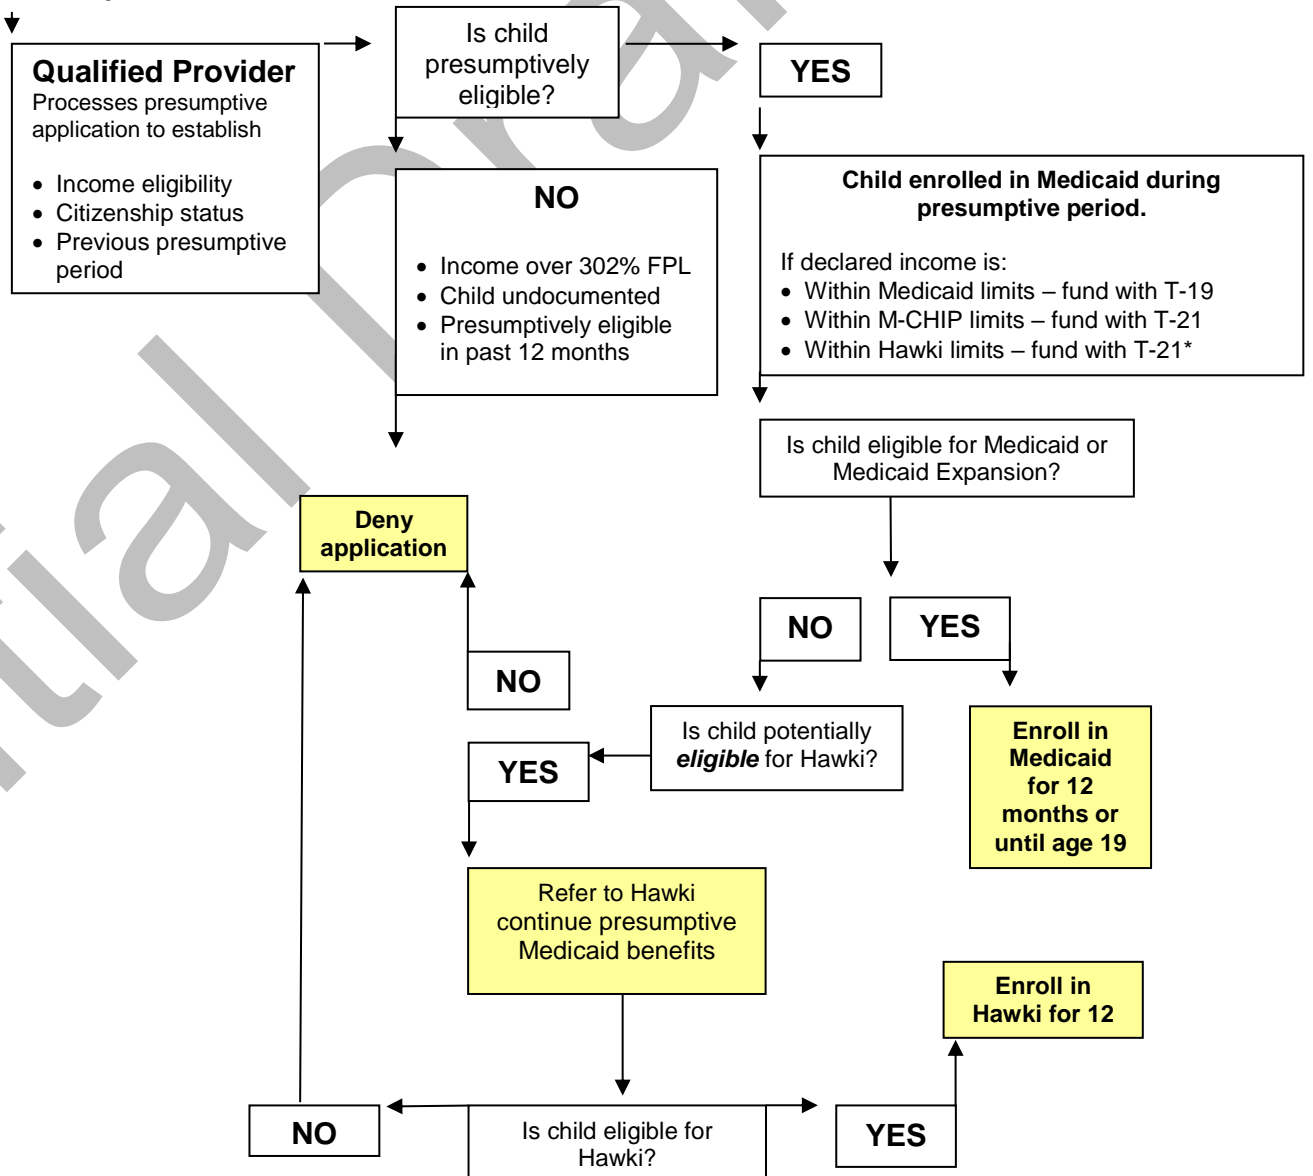 Is child
presumptively
eligible?
YES
Qualified Provider
Processes presumptive
application to establish
• Income eligibility
• Citizenship status
• Previous presumptive
period
NO
• Income over 302% FPL
• Child undocumented
• Presumptively eligible
in past 12 months
Child enrolled in Medicaid during
presumptive period.
If declared income is:
• Within Medicaid limits – fund with T-19
• Within M-CHIP limits – fund with T-21
• Within Hawki limits – fund with T-21*
Is child eligible for Medicaid or
Medicaid Expansion?
Deny
application
NO
YES
NO
Is child potentially
eligible for Hawki?
YES
Enroll in
Medicaid
for 12
months or
until age 19
Refer to Hawki
continue presumptive
Medicaid benefits
Enroll in
Hawki for 12
NO
Is child eligible for
Hawki?
YES